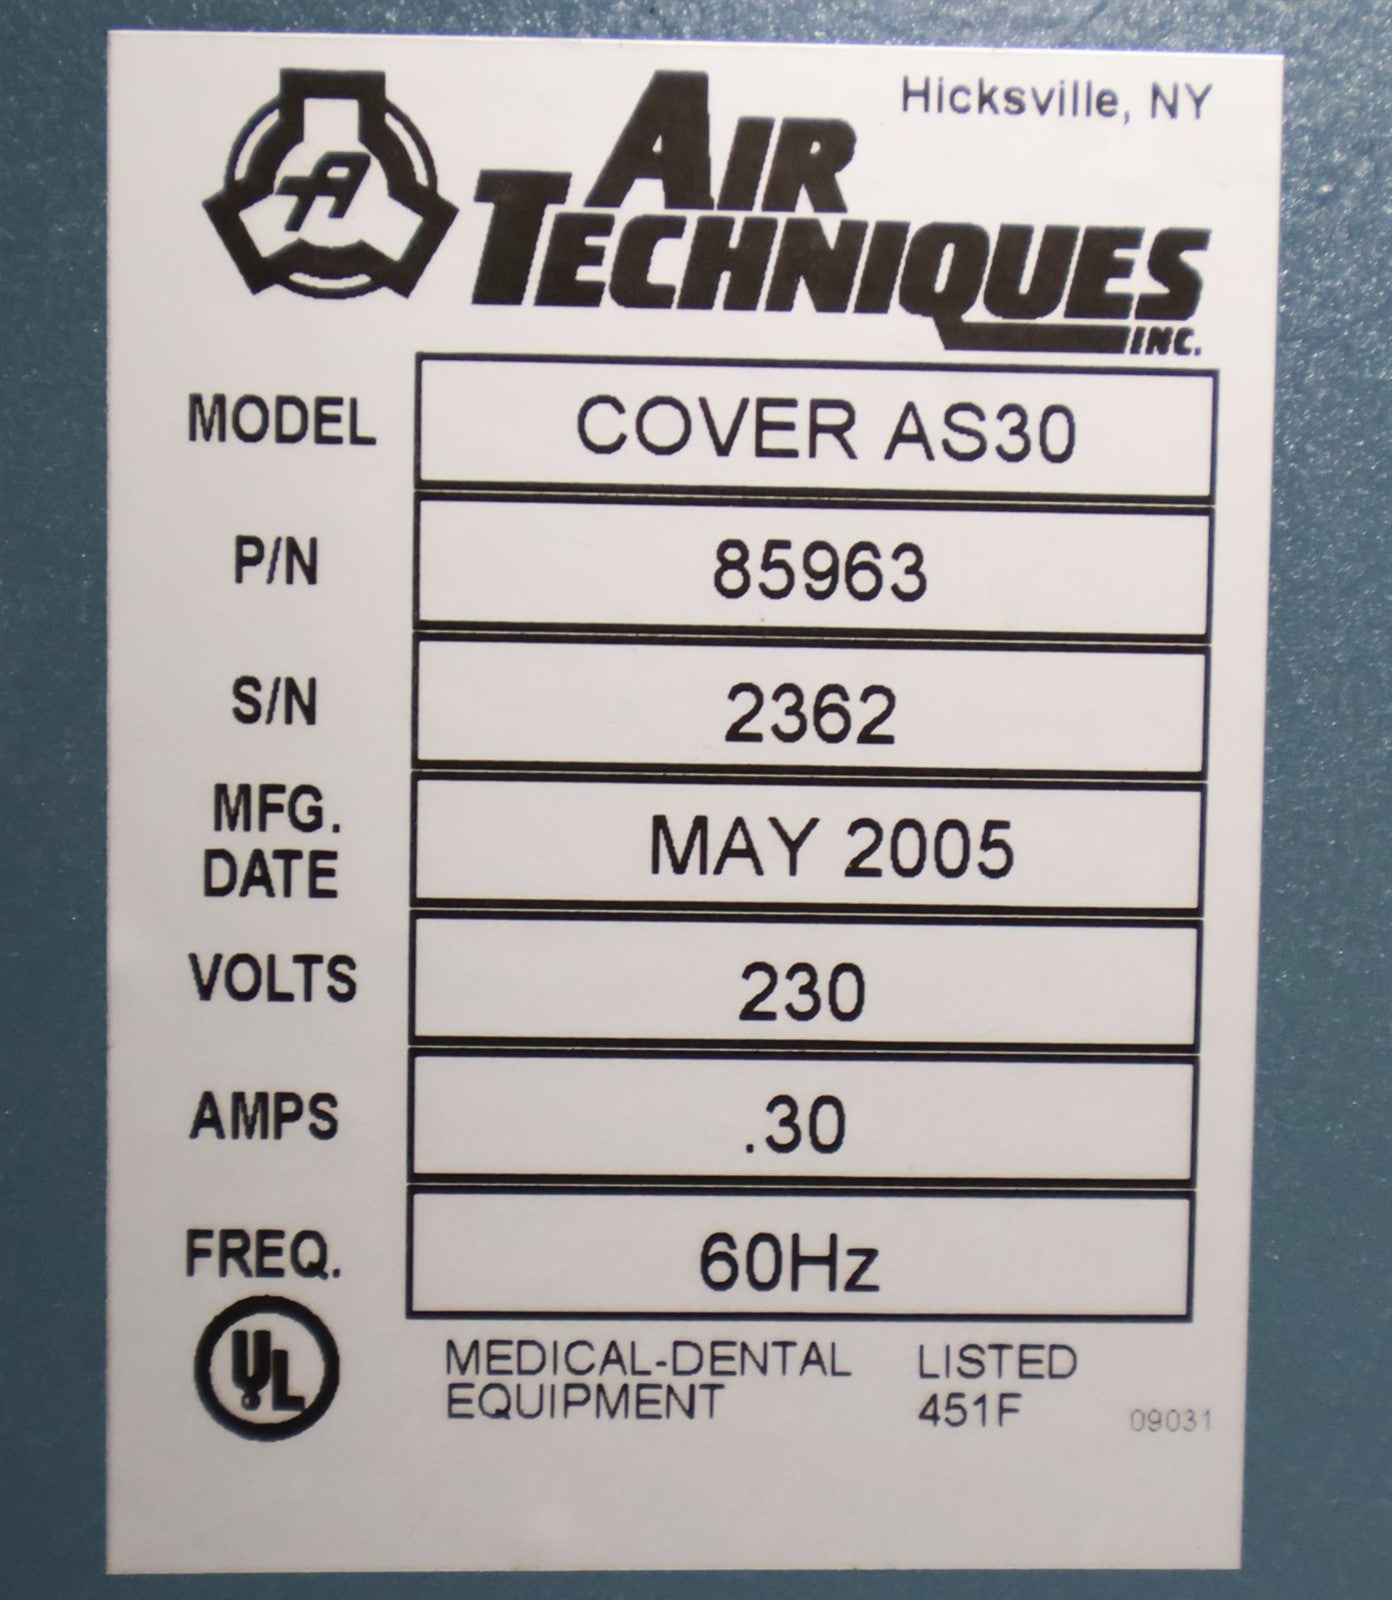 Hicksville, NY
AIR
TECHNIQUES
INC.
MODEL COVER AS30
P/N 85963
S/N 2362
MFG.
DATE MAY 2005
VOLTS 230
AMPS .30
FREQ. 60Hz
UL MEDICAL-DENTAL LISTED
EQUIPMENT 451F 09031